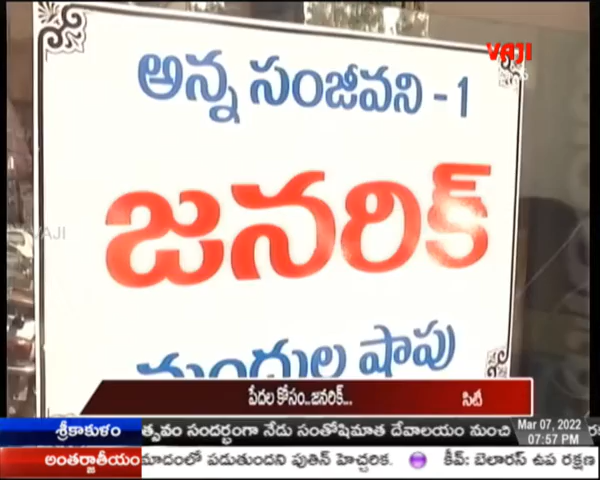 VAJI
అన్న సంజీవని - 1
జనరిక్
మందుల షాపు
VAJI
పేదల కోసం..జనరిక్... సిటీ
శ్రీకాకుళం త్సవం సందర్భంగా నేడు సంతోషిమాత దేవాలయం నుంచి
Mar 07, 2022
07:57 PM
అంతర్జాతీయం మాదంలో పడుతుందని పుతిన్ హెచ్చరిక. కీవ్: బెలారస్ ఉప రక్షణ